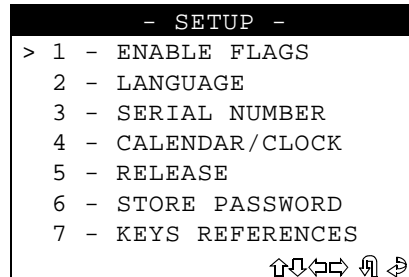 - SETUP -
> 1 - ENABLE FLAGS
2 - LANGUAGE
3 - SERIAL NUMBER
4 - CALENDAR/CLOCK
5 - RELEASE
6 - STORE PASSWORD
7 - KEYS REFERENCES